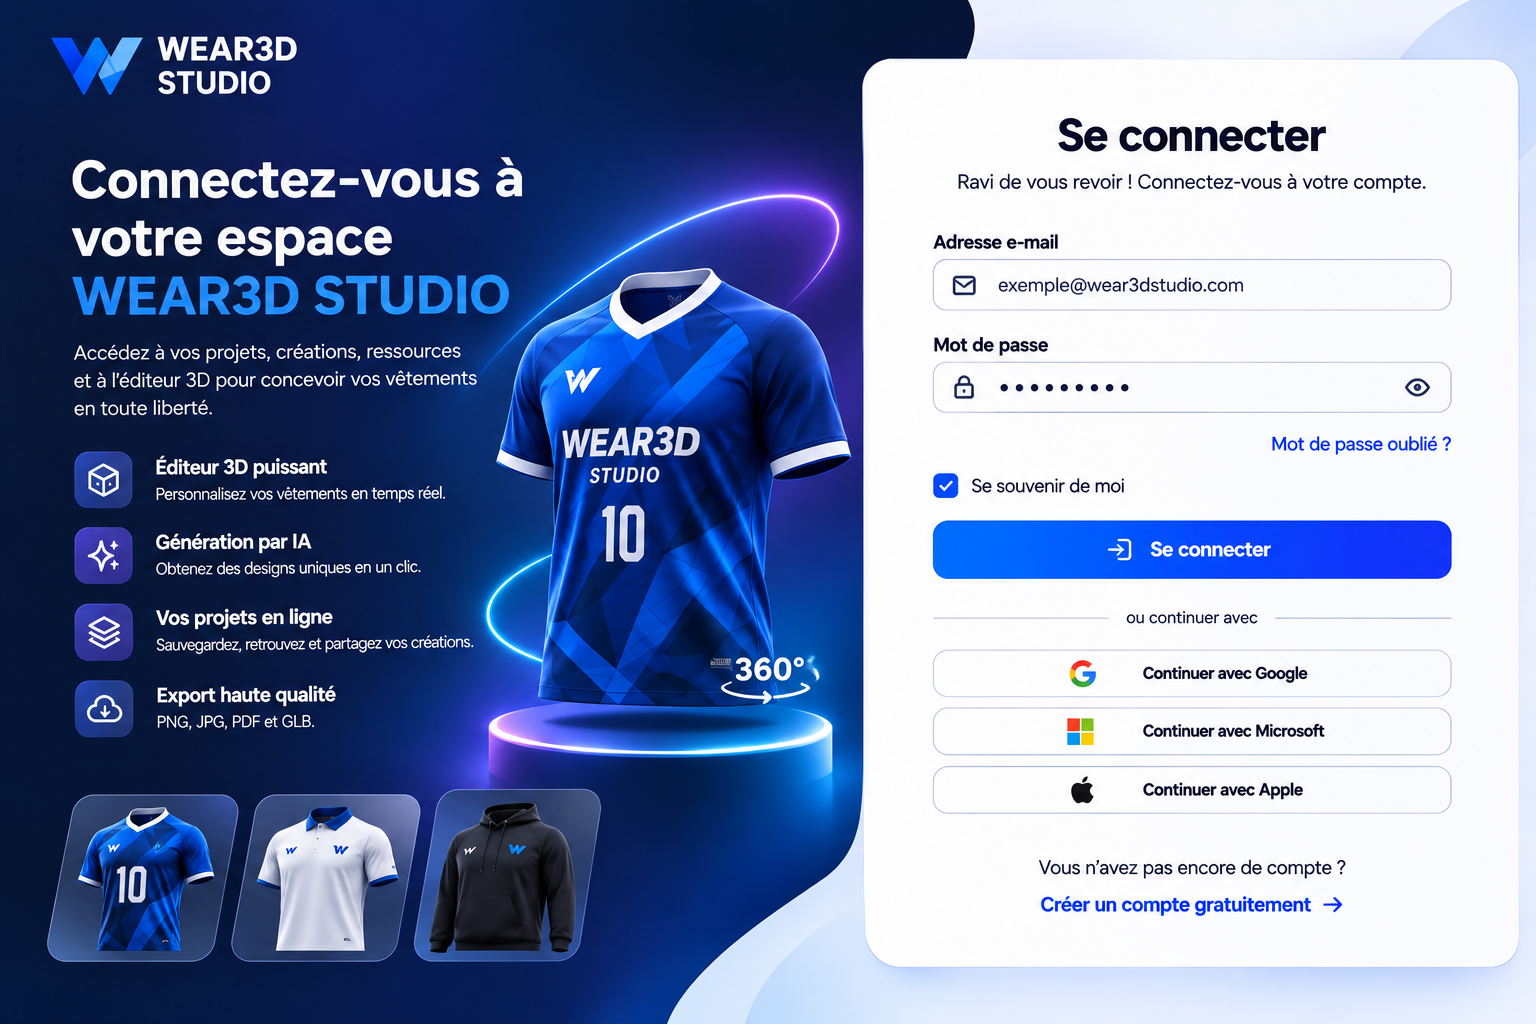 WEAR3D
STUDIO
Connectez-vous à
votre espace
WEAR3D STUDIO
Accédez à vos projets, créations, ressources
et à l'éditeur 3D pour concevoir vos vêtements
en toute liberté.
Éditeur 3D puissant
Personnalisez vos vêtements en temps réel.
Génération par IA
Obtenez des designs uniques en un clic.
Vos projets en ligne
Sauvegardez, retrouvez et partagez vos créations.
Export haute qualité
PNG, JPG, PDF et GLB.
W
WEAR3D
STUDIO
10
360°
W
10
W
W
W
W
Se connecter
Ravi de vous revoir ! Connectez-vous à votre compte.
Adresse e-mail
exemple@wear3dstudio.com
Mot de passe
Mot de passe oublié ?
Se souvenir de moi
Se connecter
ou continuer avec
Continuer avec Google
Continuer avec Microsoft
Continuer avec Apple
Vous n’avez pas encore de compte ?
Créer un compte gratuitement →